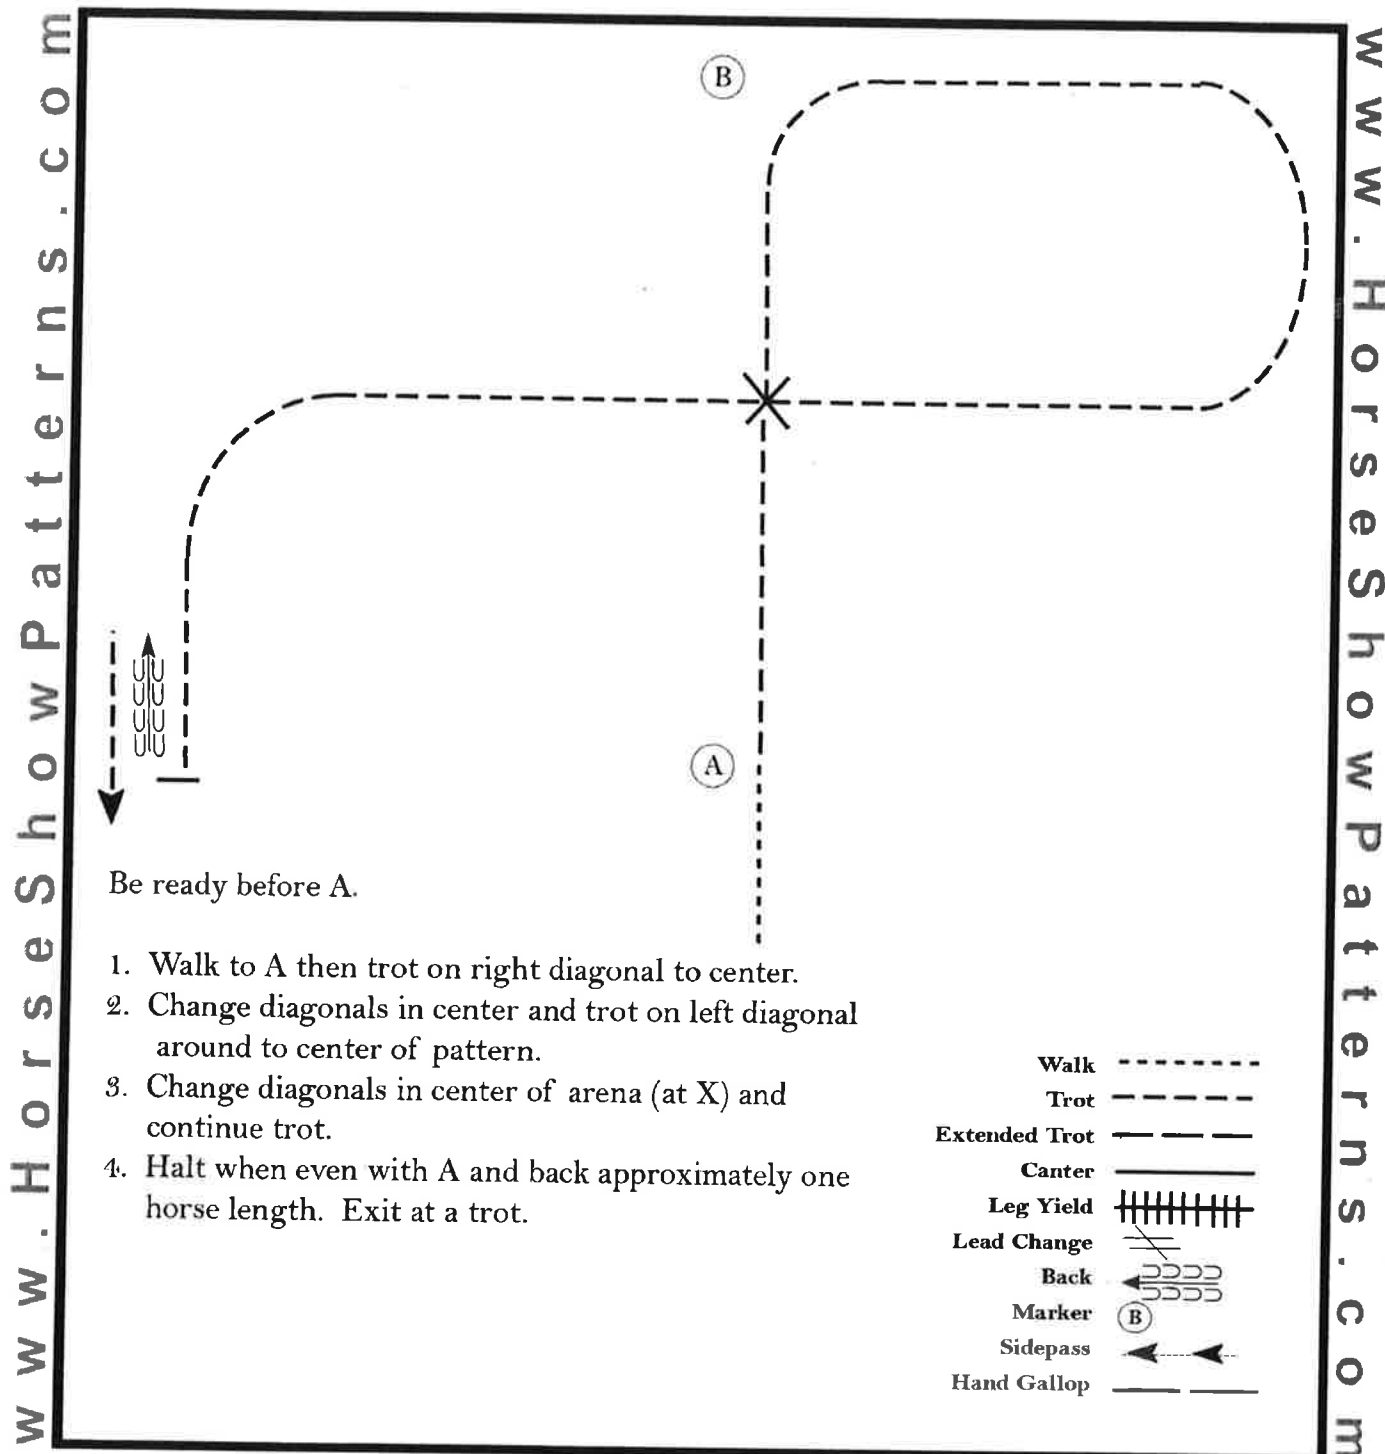 www.HorseShowPatterns.com
www.HorseShowPatterns.com
B
A
Be ready before A.
1. Walk to A then trot on right diagonal to center.
2. Change diagonals in center and trot on left diagonal
around to center of pattern.
3. Change diagonals in center of arena (at X) and
continue trot.
4. Halt when even with A and back approximately one
horse length. Exit at a trot.
Walk
Trot
Extended Trot
Canter
Leg Yield
Lead Change
Back
Marker B
Sidepass
Hand Gallop